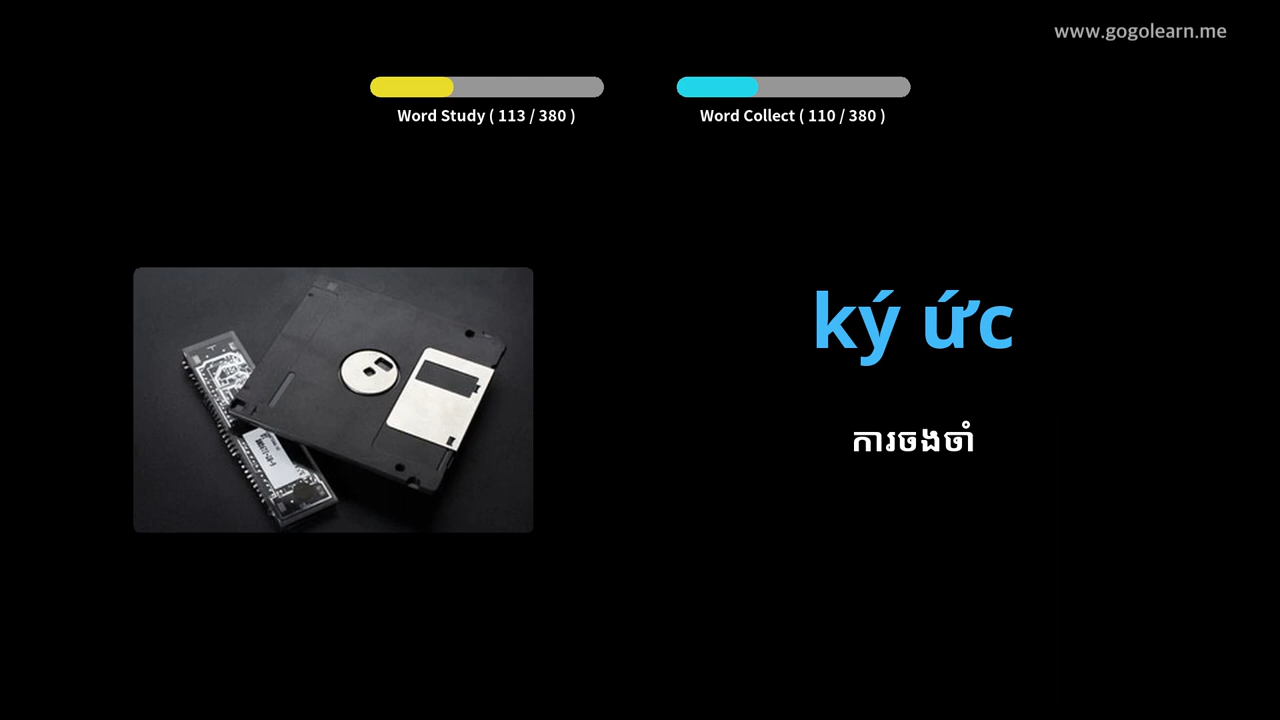 www.gogolearn.me
Word Study ( 113 / 380 )
Word Collect ( 110 / 380 )
ký ức
ការចងចាំ